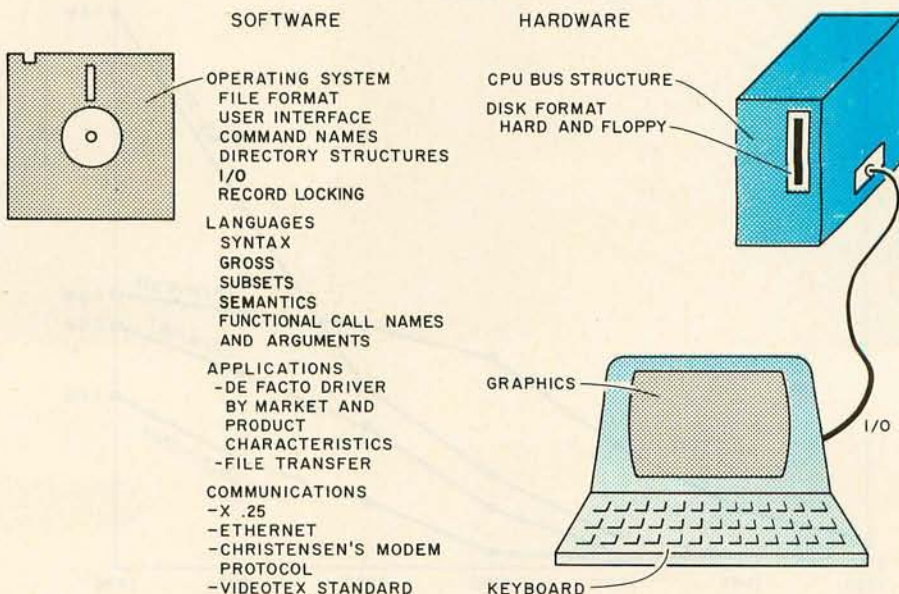 SOFTWARE
OPERATING SYSTEM
FILE FORMAT
USER INTERFACE
COMMAND NAMES
DIRECTORY STRUCTURES
I/O
RECORD LOCKING
LANGUAGES
SYNTAX
GROSS
SUBSETS
SEMANTICS
FUNCTIONAL CALL NAMES
AND ARGUMENTS
APPLICATIONS
-DE FACTO DRIVER
BY MARKET AND
PRODUCT
CHARACTERISTICS
-FILE TRANSFER
COMMUNICATIONS
-X .25
-ETHERNET
-CHRISTENSEN'S MODEM
PROTOCOL
-VIDEOTEX STANDARD
HARDWARE
CPU BUS STRUCTURE
DISK FORMAT
HARD AND FLOPPY
GRAPHICS
I/O
KEYBOARD